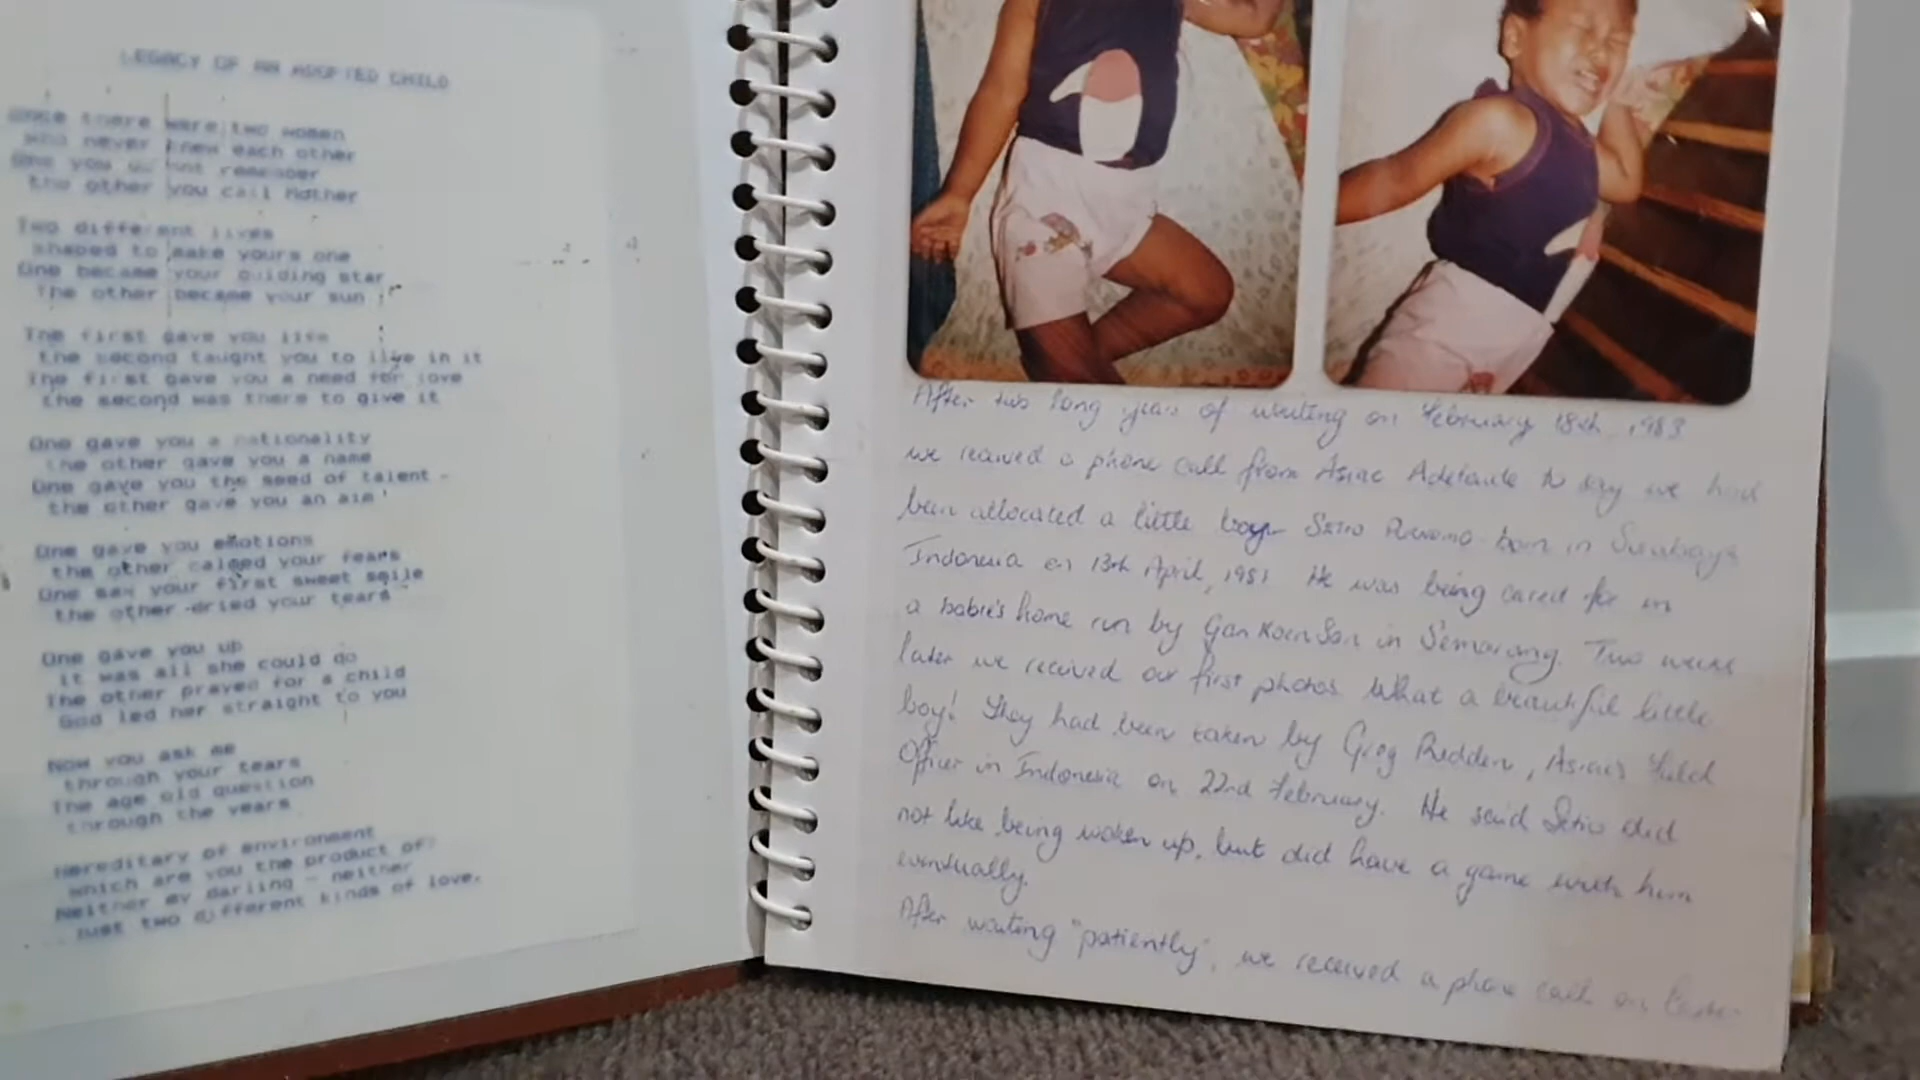 LEGACY OF AN ADOPTED CHILD
Once there were two women
who never knew each other
One you do not remember
the other you call Mother
Two different lives
shaped to make yours one
One became your guiding star
The other became your sun
The first gave you life
the second taught you to live in it
The first gave you a need for love
the second was there to give it
One gave you a nationality
the other gave you a name
One gave you the seed of talent -
the other gave you an aim
One gave you emotions
the other calmed your fears
One saw your first sweet smile
the other dried your tears
One gave you up
it was all she could do
The other prayed for a child
God led her straight to you
Now you ask me
through your tears
The age old question
through the years
Hereditary of environment
which are you the product of
Neither my darling - neither
Just two different kinds of love.
After two long years of waiting on February 18th, 1983
we received a phone call from Asiac Adelaide to say we had
been allocated a little boy Setio born in Surabaya
Indonesia on 13th April, 1981 He was being cared for in
a babie's home run by Gan Koen Son in Semarang. Two weeks
later we received our first photos. What a beautiful little
boy! They had been taken by Greg Redden, Asiac's Field
Officer in Indonesia on 22nd February. He said Setio did
not like being woken up, but did have a game with him
eventually.
After waiting "patiently", we received a phone call on